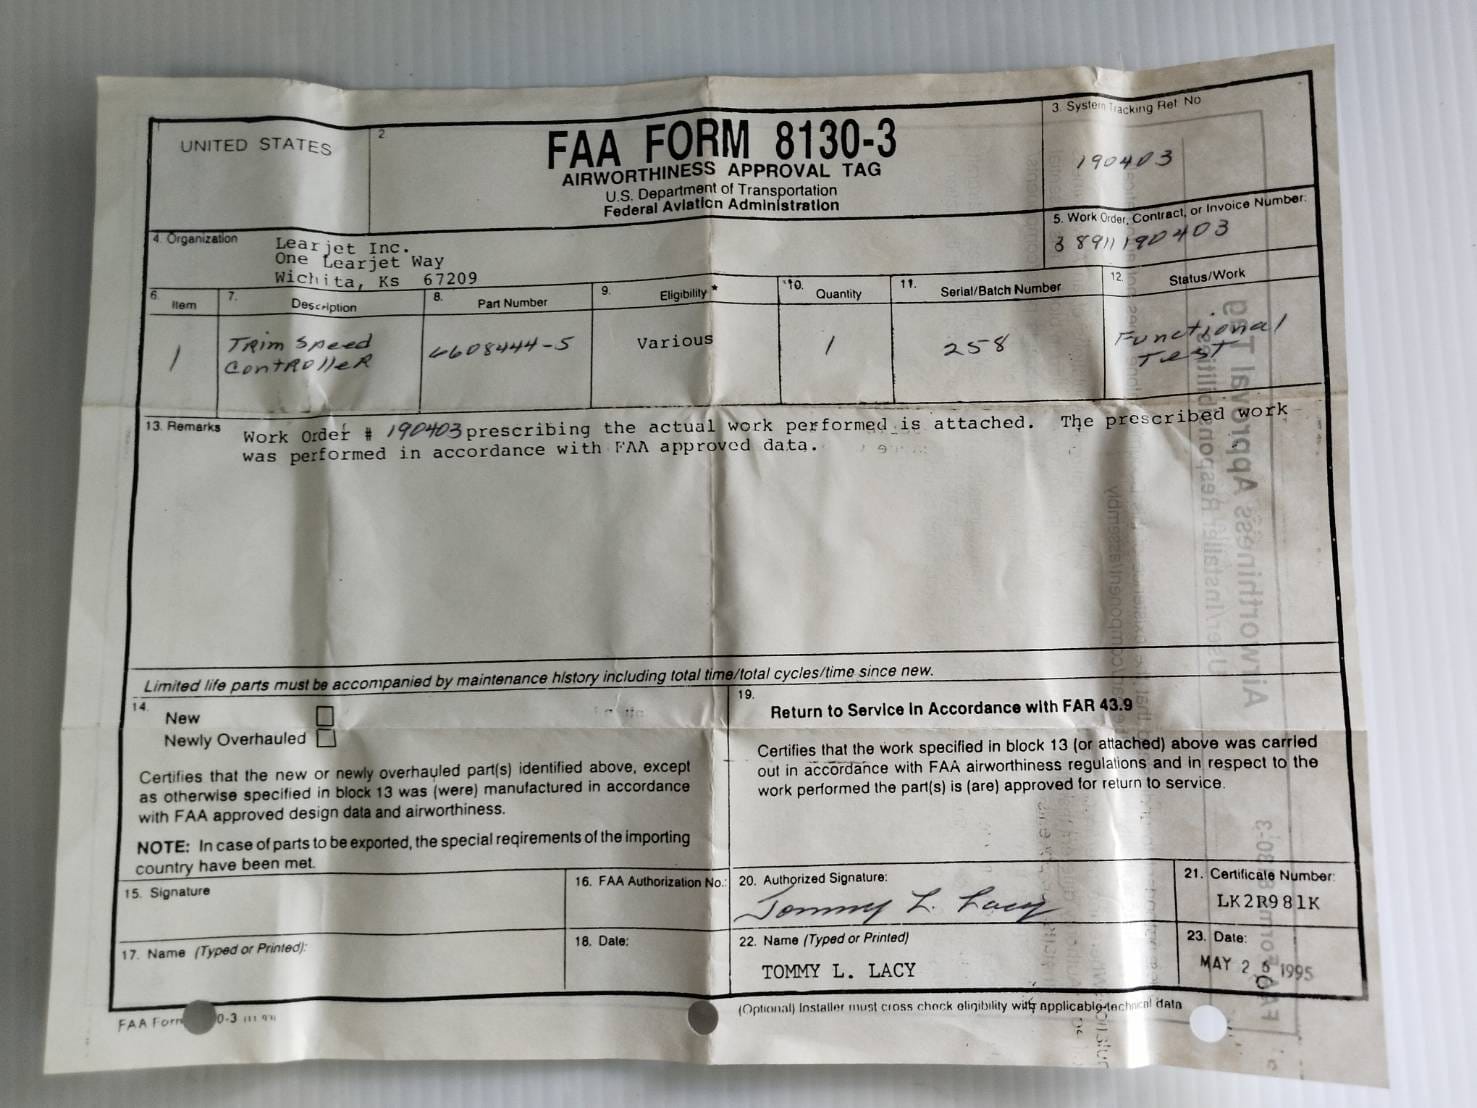 UNITED STATES
2
FAA FORM 8130-3
AIRWORTHINESS APPROVAL TAG
U.S. Department of Transportation
Federal Aviation Administration
3. System Tracking Ref No
190403
4. Organization
Learjet Inc.
One Learjet Way
Wichita, Ks 67209
5. Work Order, Contract, or Invoice Number:
38911190403
6. Item
7. Description
8. Part Number
9. Eligibility *
10. Quantity
11. Serial/Batch Number
12. Status/Work
1
Trim Speed
Controller
6608444-5
Various
1
258
Functional
Test
13. Remarks
Work Order # 190403 prescribing the actual work performed is attached. The prescribed work
was performed in accordance with FAA approved data.
Limited life parts must be accompanied by maintenance history including total time/total cycles/time since new.
14.
New
Newly Overhauled
Certifies that the new or newly overhauled part(s) identified above, except
as otherwise specified in block 13 was (were) manufactured in accordance
with FAA approved design data and airworthiness.
NOTE: In case of parts to be exported, the special reqirements of the importing
country have been met.
19.
Return to Service in Accordance with FAR 43.9
Certifies that the work specified in block 13 (or attached) above was carried
out in accordance with FAA airworthiness regulations and in respect to the
work performed the part(s) is (are) approved for return to service.
15. Signature
16. FAA Authorization No.:
20. Authorized Signature:
Tommy L. Lacy
21. Certificate Number:
LK2R981K
17. Name (Typed or Printed):
18. Date:
22. Name (Typed or Printed)
TOMMY L. LACY
23. Date:
MAY 26 1995
FAA Form 0-3
(Optional) Installer must cross check eligibility with applicable technical data